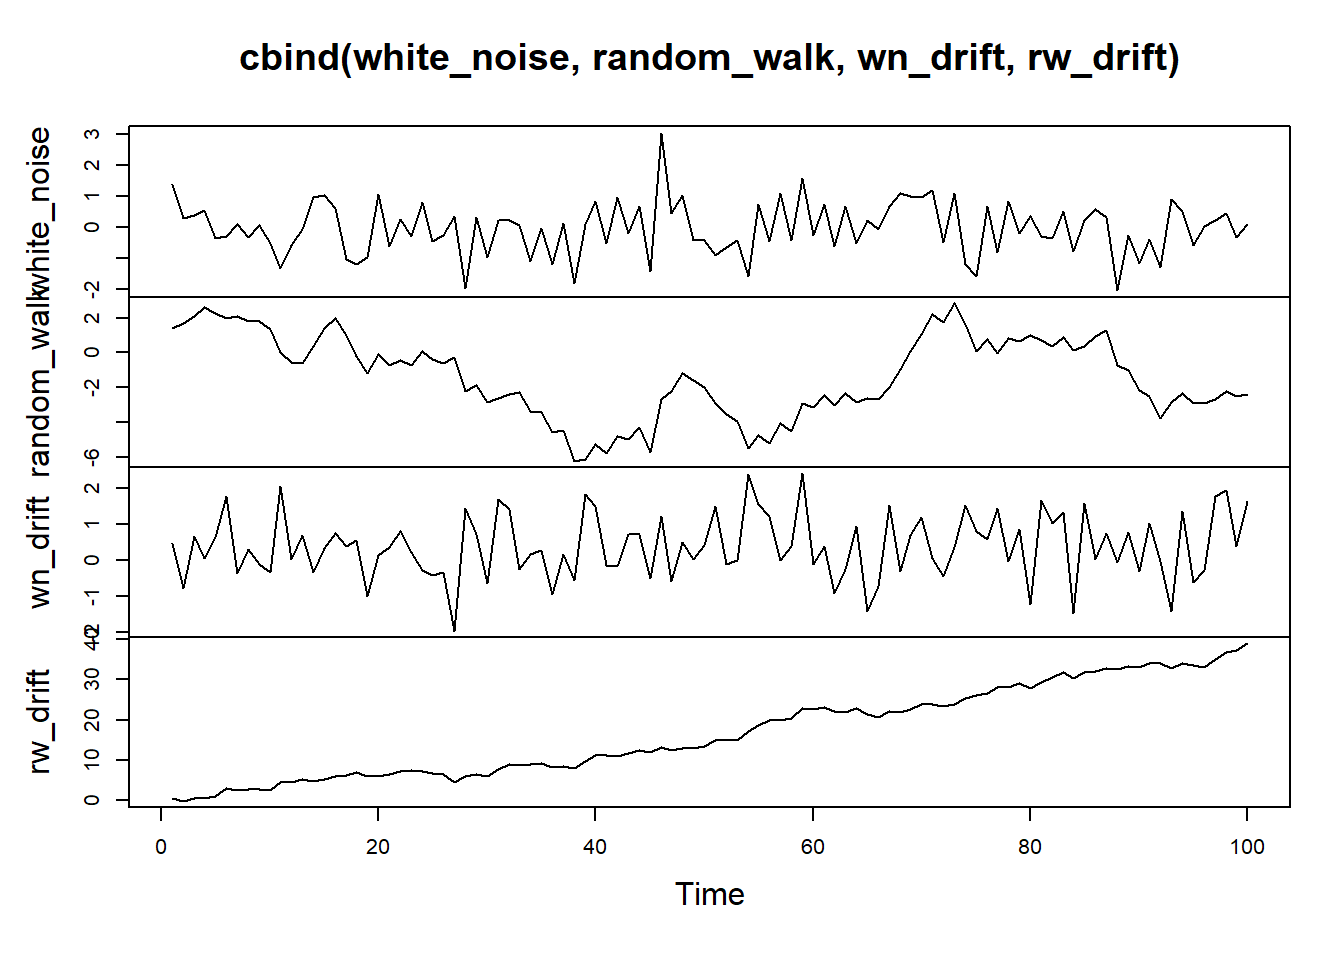 cbind(white_noise, random_walk, wn_drift, rw_drift)
white_noise
3
2
1
0
-2
random_walk
2
0
-2
-6
wn_drift
2
1
0
-1
-2
rw_drift
40
30
20
10
0
0 20 40 60 80 100
Time